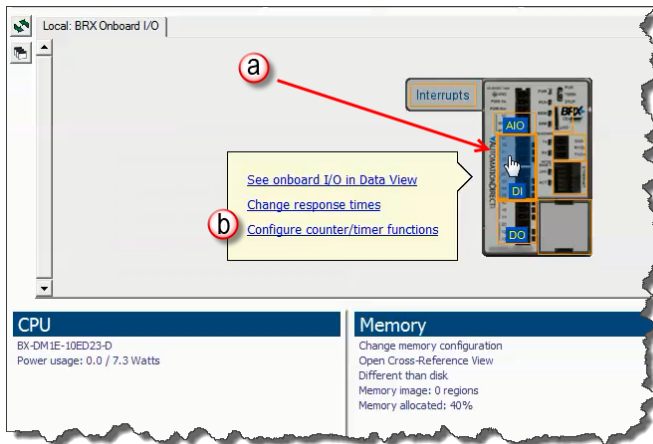 Local: BRX Onboard I/O
a
Interrupts
BRX
AIO
See onboard I/O in Data View
DI
Change response times
b
Configure counter/timer functions
DO
CPU
BX-DM1E-10ED23-D
Power usage: 0.0 / 7.3 Watts
Memory
Change memory configuration
Open Cross-Reference View
Different than disk
Memory image: 0 regions
Memory allocated: 40%